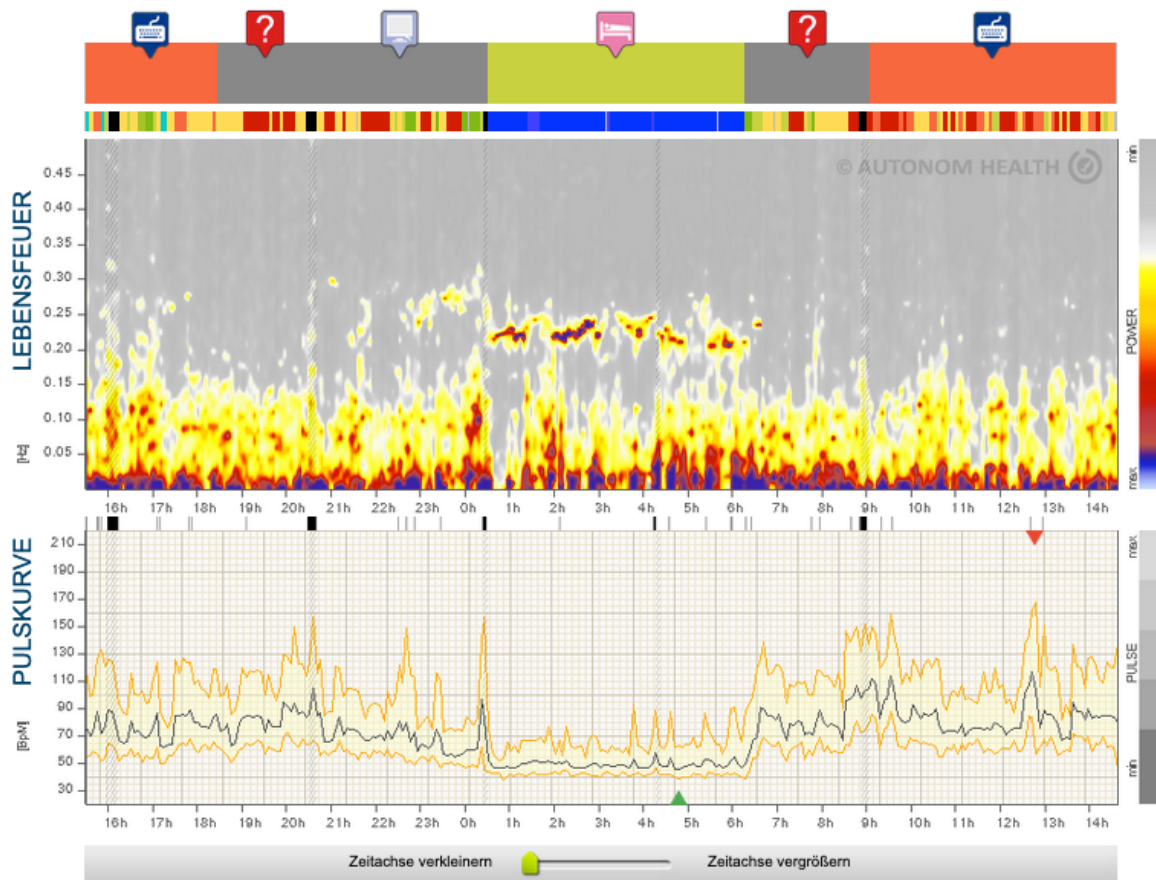 ?
?
© AUTONOM HEALTH
LEBENSFEUER
[Hz]
0.45
0.40
0.35
0.30
0.25
0.20
0.15
0.10
0.05
min
POWER
max
16h 17h 18h 19h 20h 21h 22h 23h 0h 1h 2h 3h 4h 5h 6h 7h 8h 9h 10h 11h 12h 13h 14h
PULSKURVE
[BpM]
210
190
170
150
130
110
90
70
50
30
max
PULSE
min
16h 17h 18h 19h 20h 21h 22h 23h 0h 1h 2h 3h 4h 5h 6h 7h 8h 9h 10h 11h 12h 13h 14h
Zeitachse verkleinern Zeitachse vergrößern